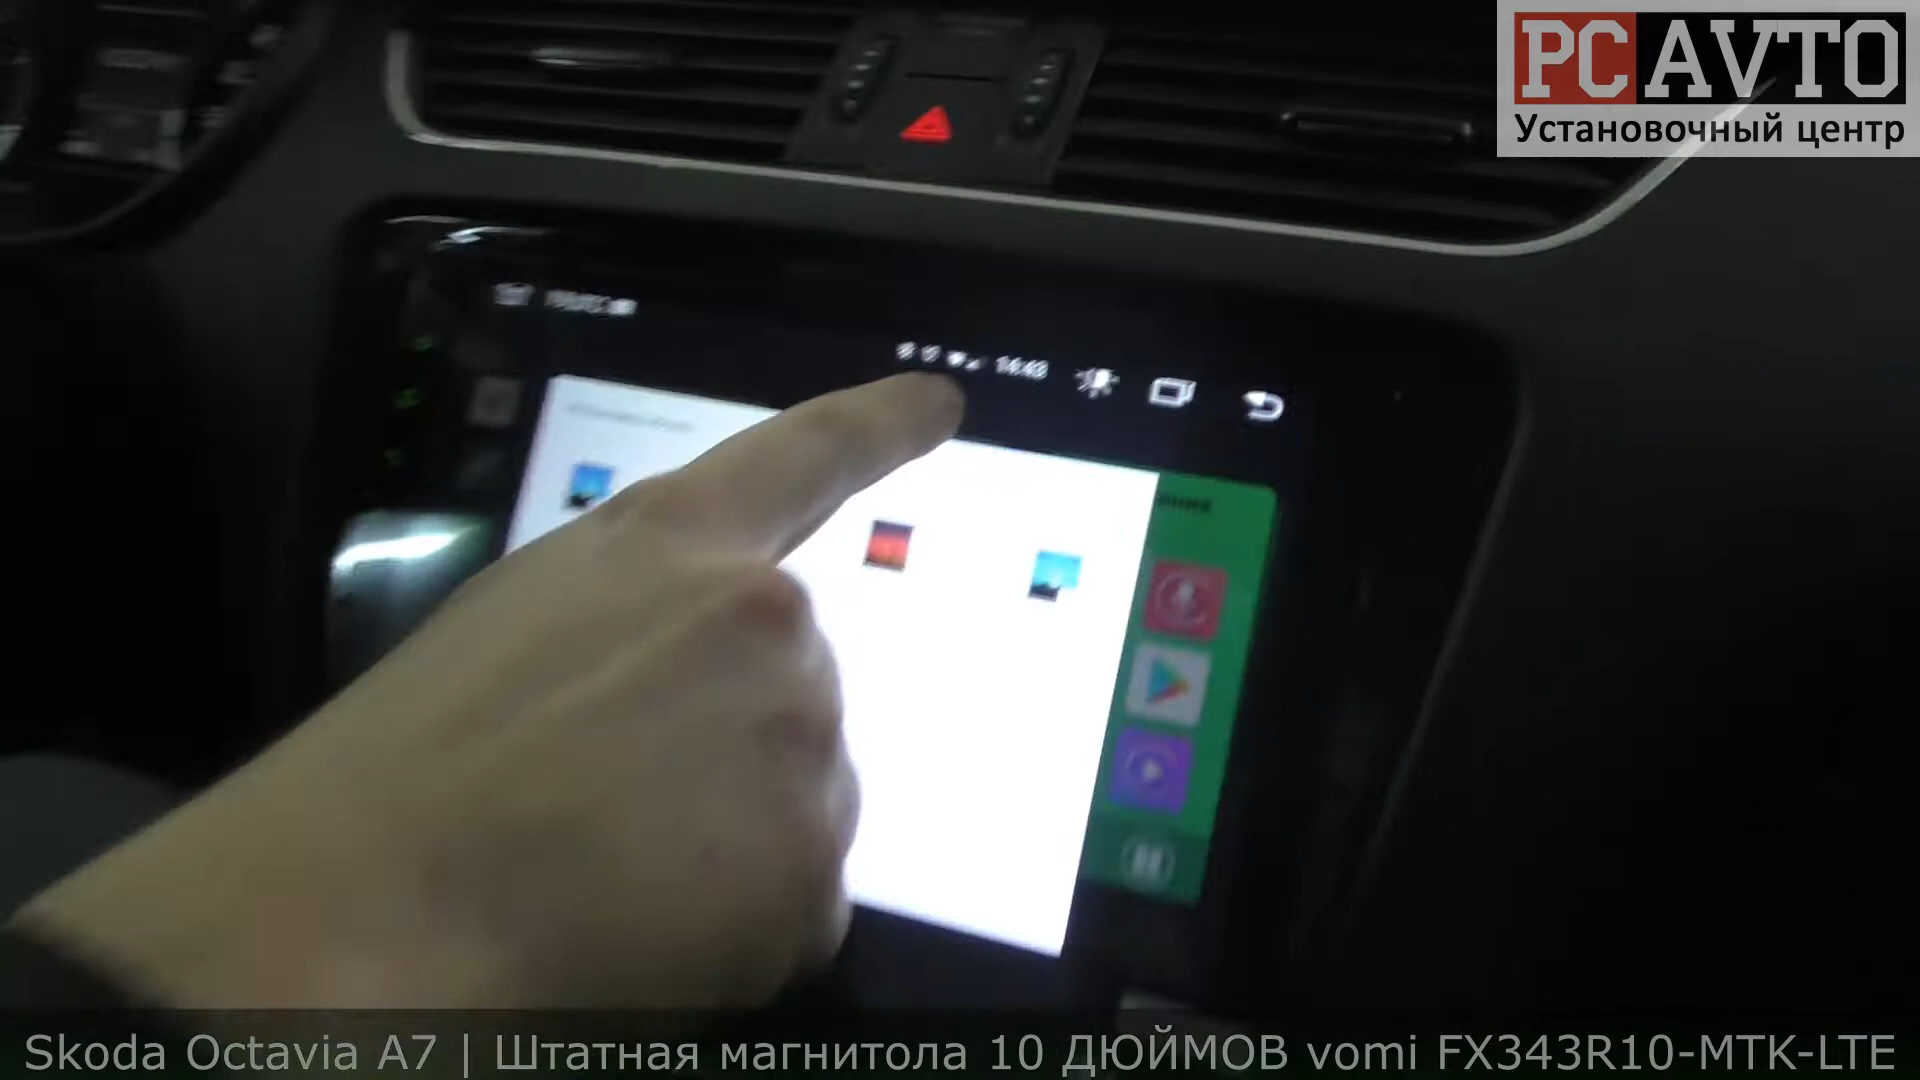 PC AVTO
Установочный центр
14:43
Skoda Octavia A7 | Штатная магнитола 10 ДЮЙМОВ vomi FX343R10-MTK-LTE